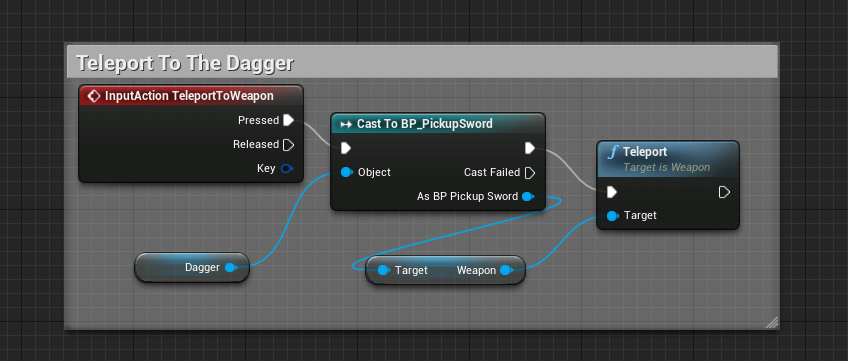 Teleport To The Dagger
InputAction TeleportToWeapon
Pressed
Released
Key
Cast To BP_PickupSword
Object
Cast Failed
As BP Pickup Sword
f Teleport
Target is Weapon
Target
Dagger
Target Weapon